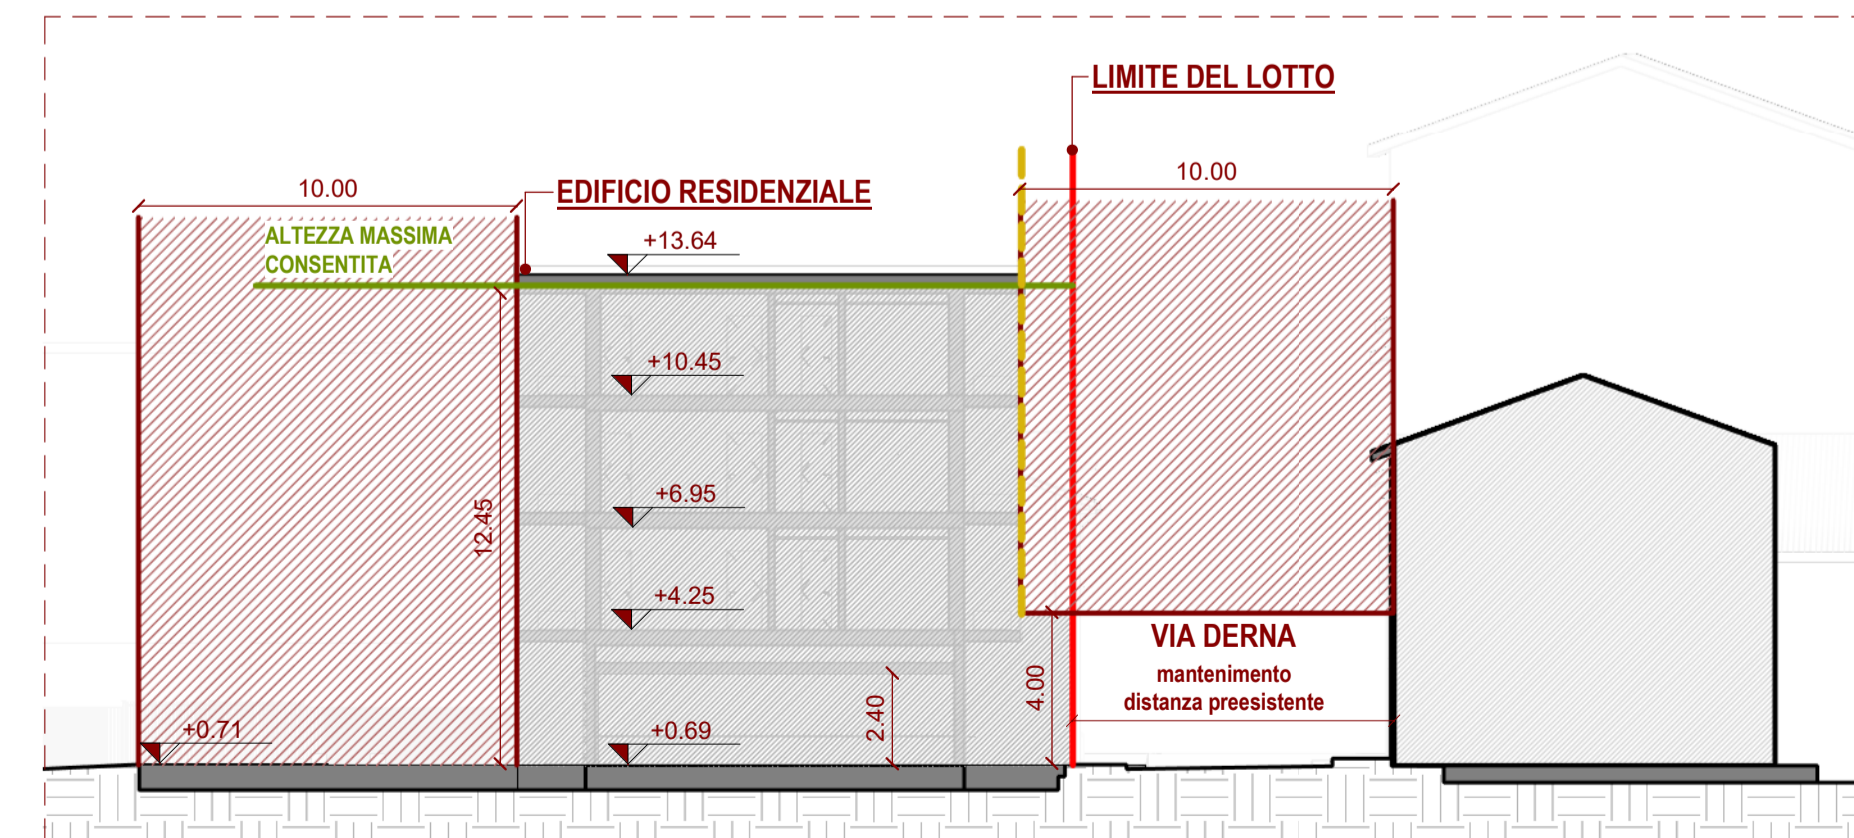 LIMITE DEL LOTTO
10.00
10.00
EDIFICIO RESIDENZIALE
ALTEZZA MASSIMA
CONSENTITA
+13.64
+10.45
+6.95
12.45
+4.25
VIA DERNA
mantenimento
distanza preesistente
4.00
2.40
+0.71
+0.69